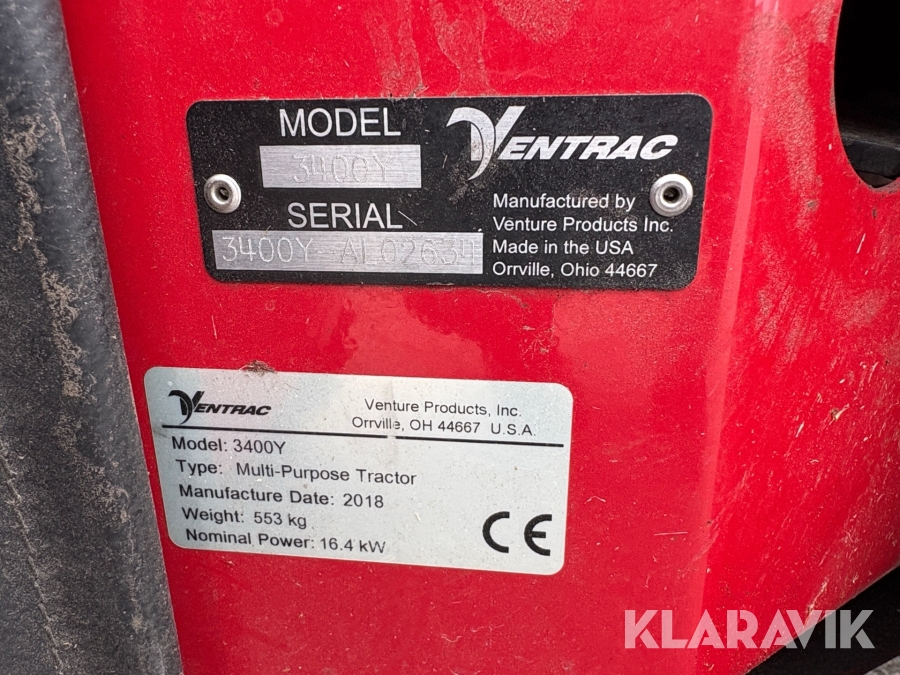 MODEL
VENTRAC
3400Y
Manufactured by
Venture Products Inc.
Made in the USA
Orrville, Ohio 44667
SERIAL
3400Y-AL02634
VENTRAC
Venture Products, Inc.
Orrville, OH 44667 U.S.A.
Model: 3400Y
Type: Multi-Purpose Tractor
Manufacture Date: 2018
Weight: 553 kg
Nominal Power: 16.4 kW
CE
KLARAVIK